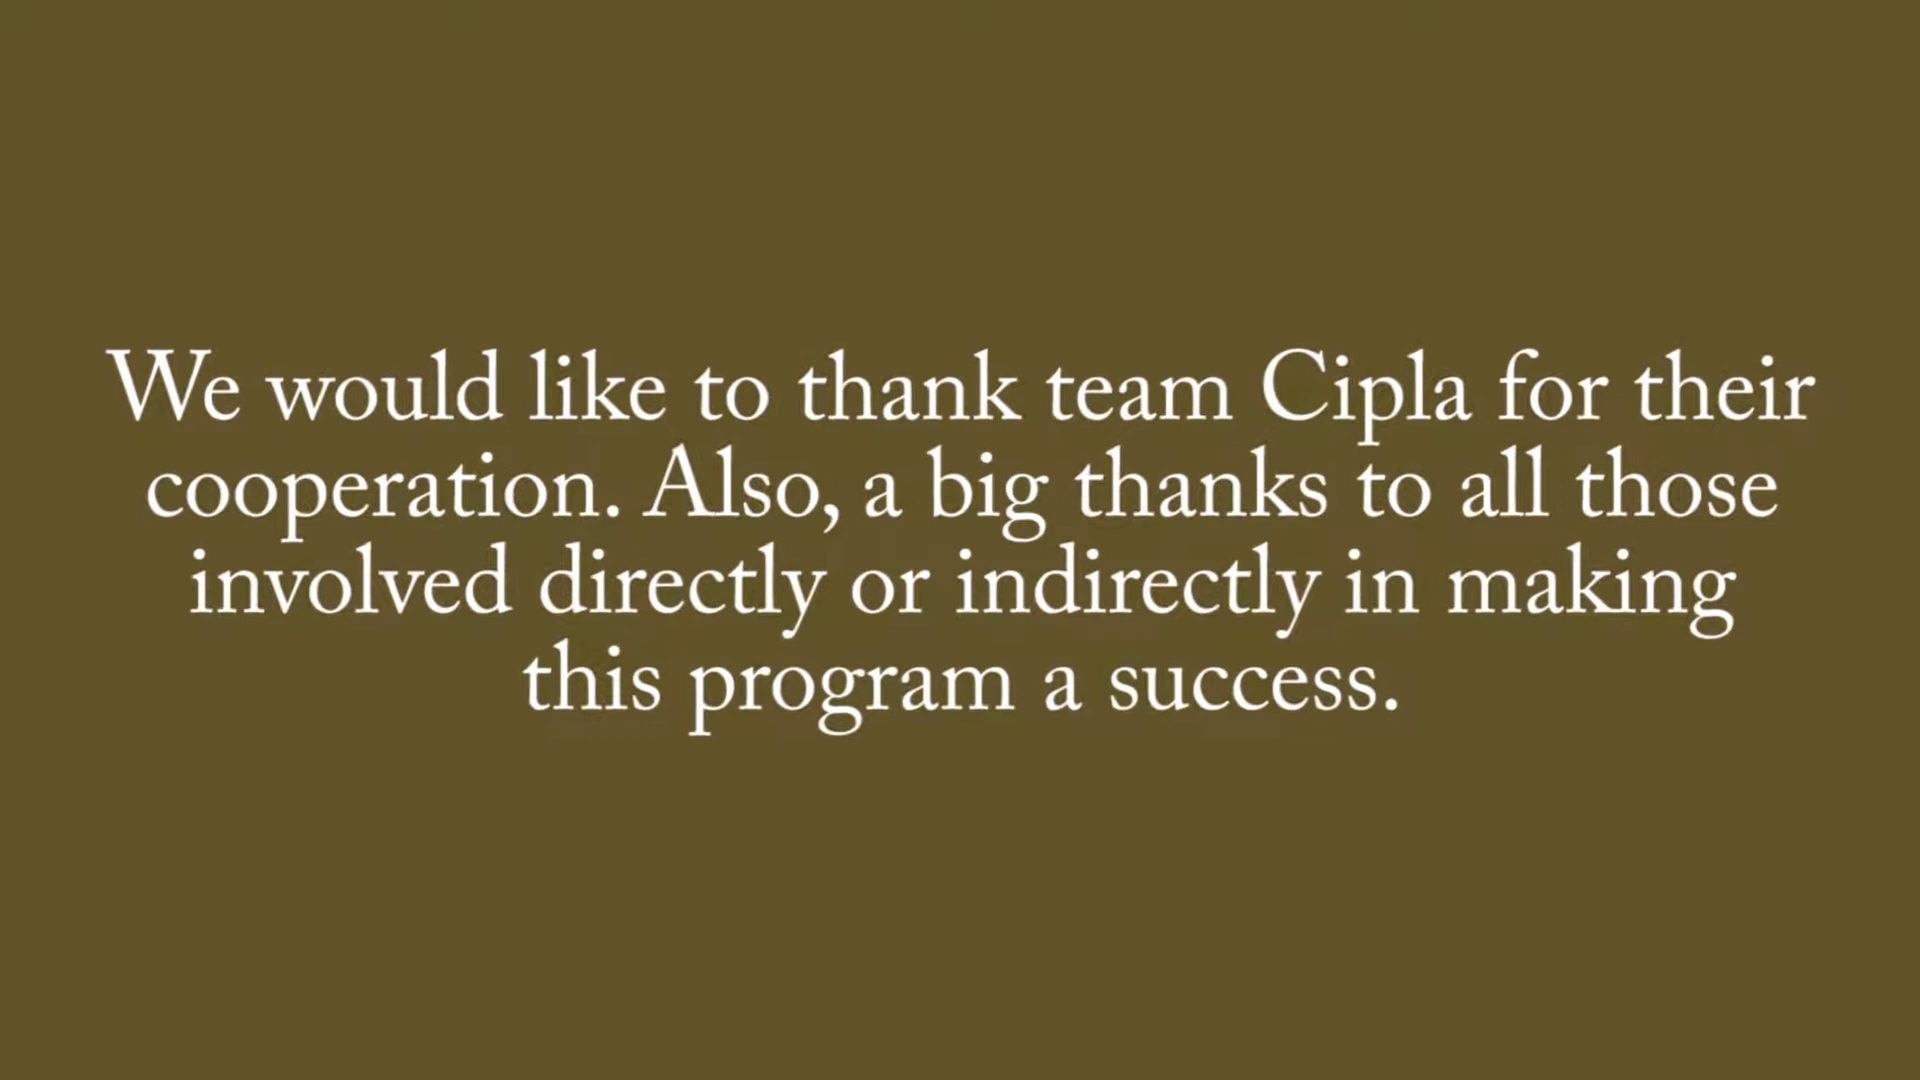 We would like to thank team Cipla for their
cooperation. Also, a big thanks to all those
involved directly or indirectly in making
this program a success.